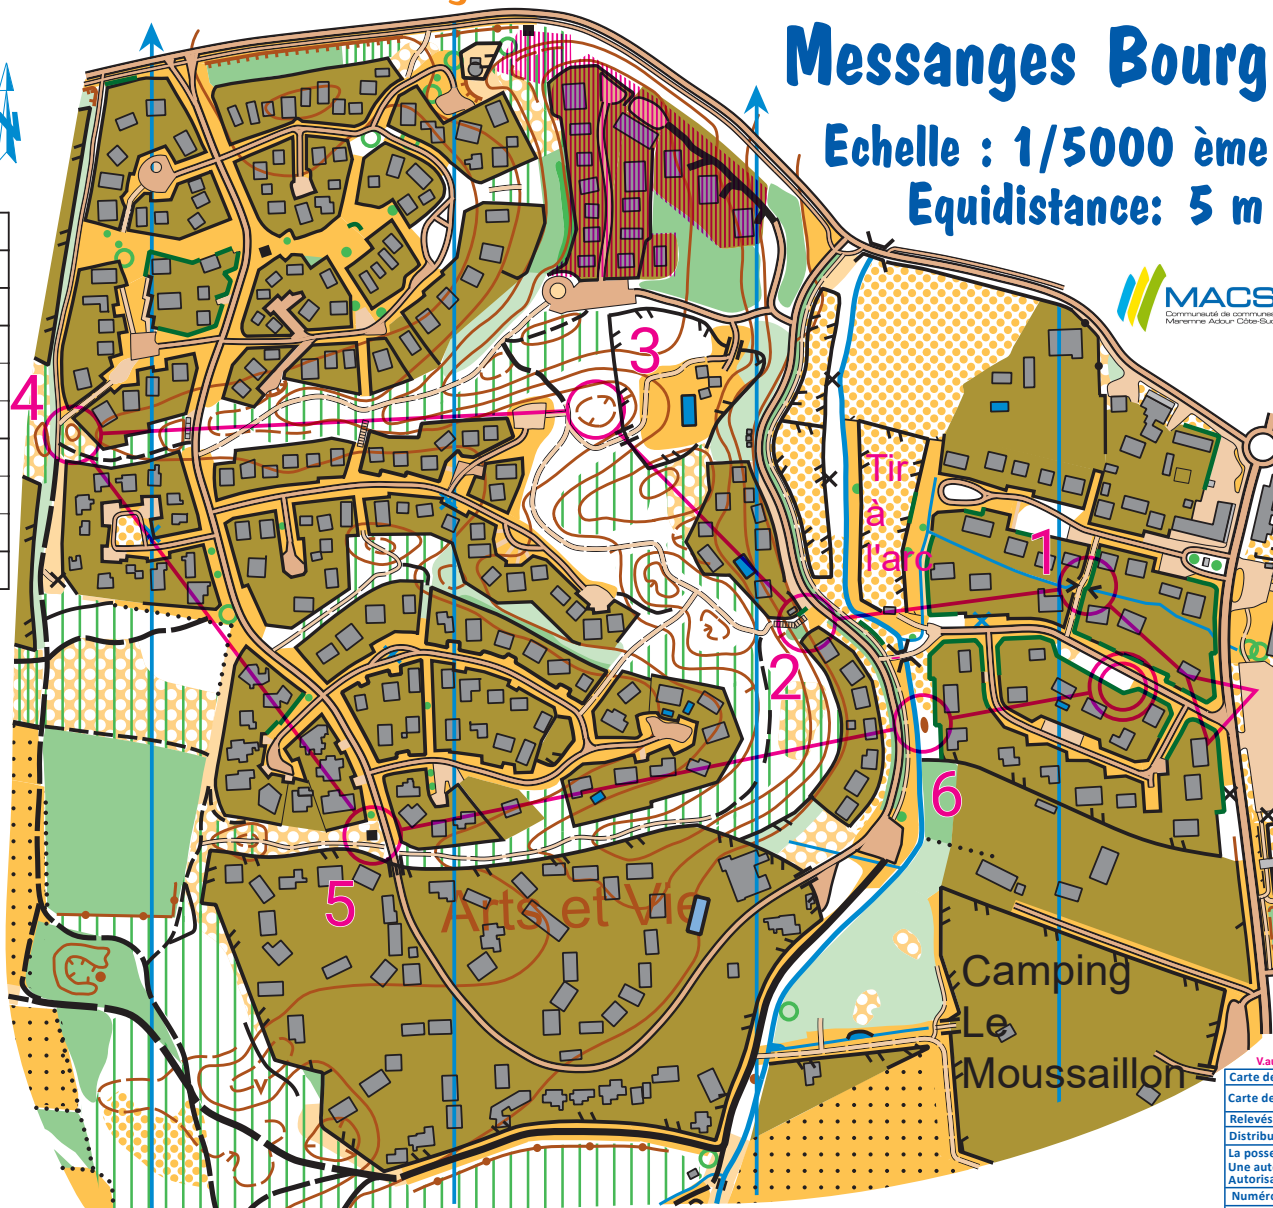 Messanges Bourg
Echelle : 1/5000 ème
Equidistance: 5 m
MACS
Communauté de communes
Maremne Adour Côte-Sud
3
4
Tir
à
l'arc
1
2
6
5
Arts et Vie
Camping
Le
Moussaillon
Carte de
Carte de
Relevés
Distribu
La posse
Une aut
Autorisa
Numéro